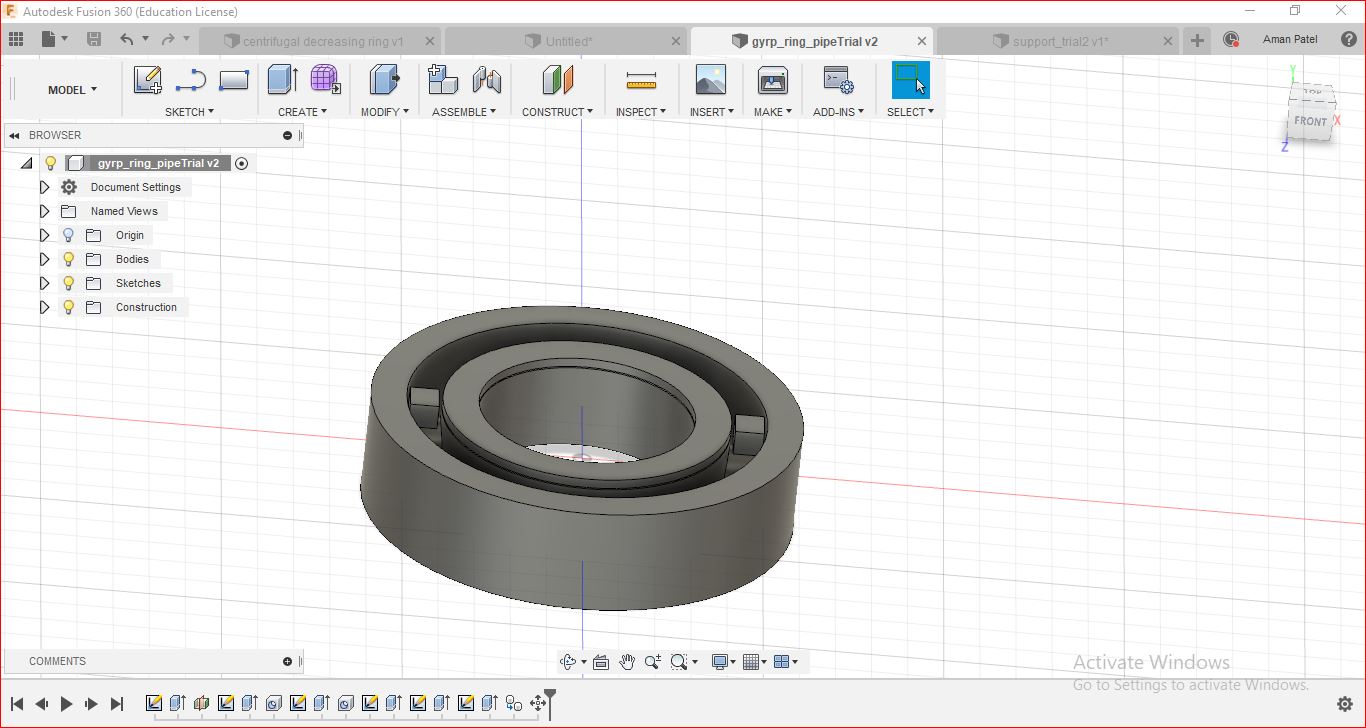 Autodesk Fusion 360 (Education License)
centrifugal decreasing ring v1
Untitled*
gyrp_ring_pipeTrial v2
support_trial2 v1*
Aman Patel
MODEL
SKETCH
CREATE
MODIFY
ASSEMBLE
CONSTRUCT
INSPECT
INSERT
MAKE
ADD-INS
SELECT
BROWSER
gyrp_ring_pipeTrial v2
Document Settings
Named Views
Origin
Bodies
Sketches
Construction
Y
TOP
FRONT
X
Z
COMMENTS
Activate Windows
Go to Settings to activate Windows.